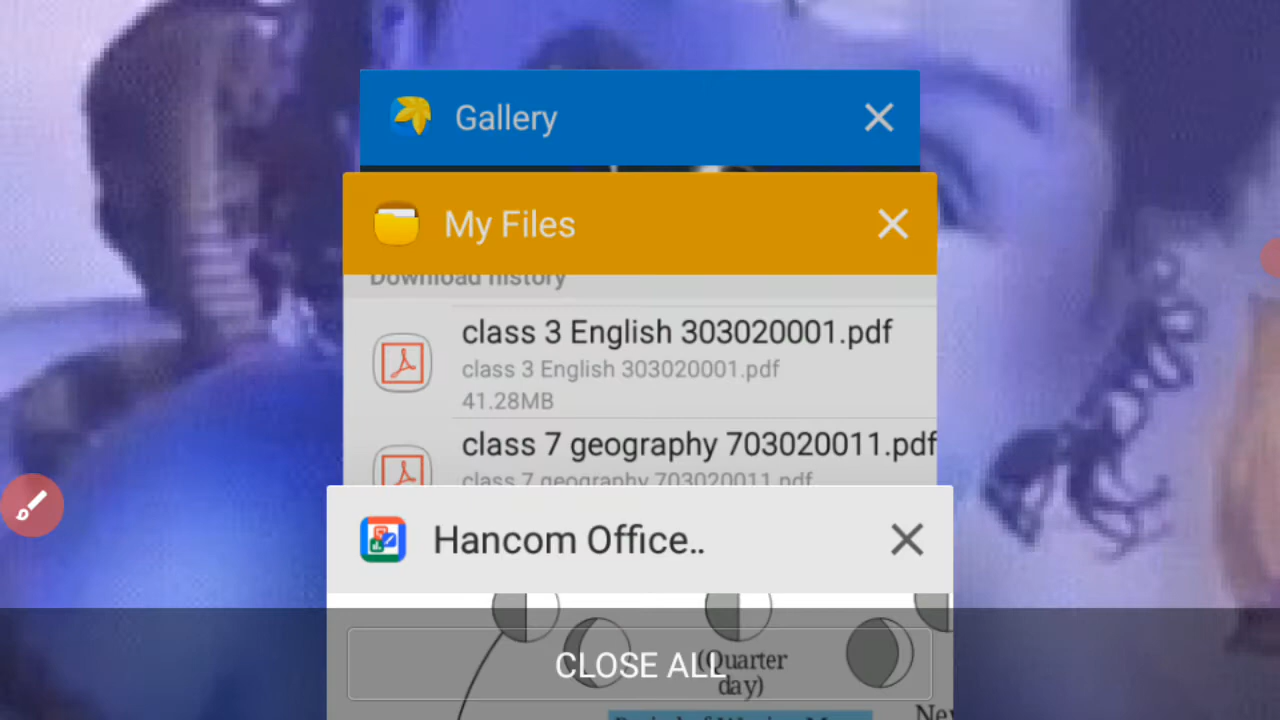 Gallery
My Files
Download history
class 3 English 303020001.pdf
class 3 English 303020001.pdf
41.28MB
class 7 geography 703020011.pdf
class 7 geography 703020011.pdf
Hancom Office..
CLOSE ALL
(Quarter
day)